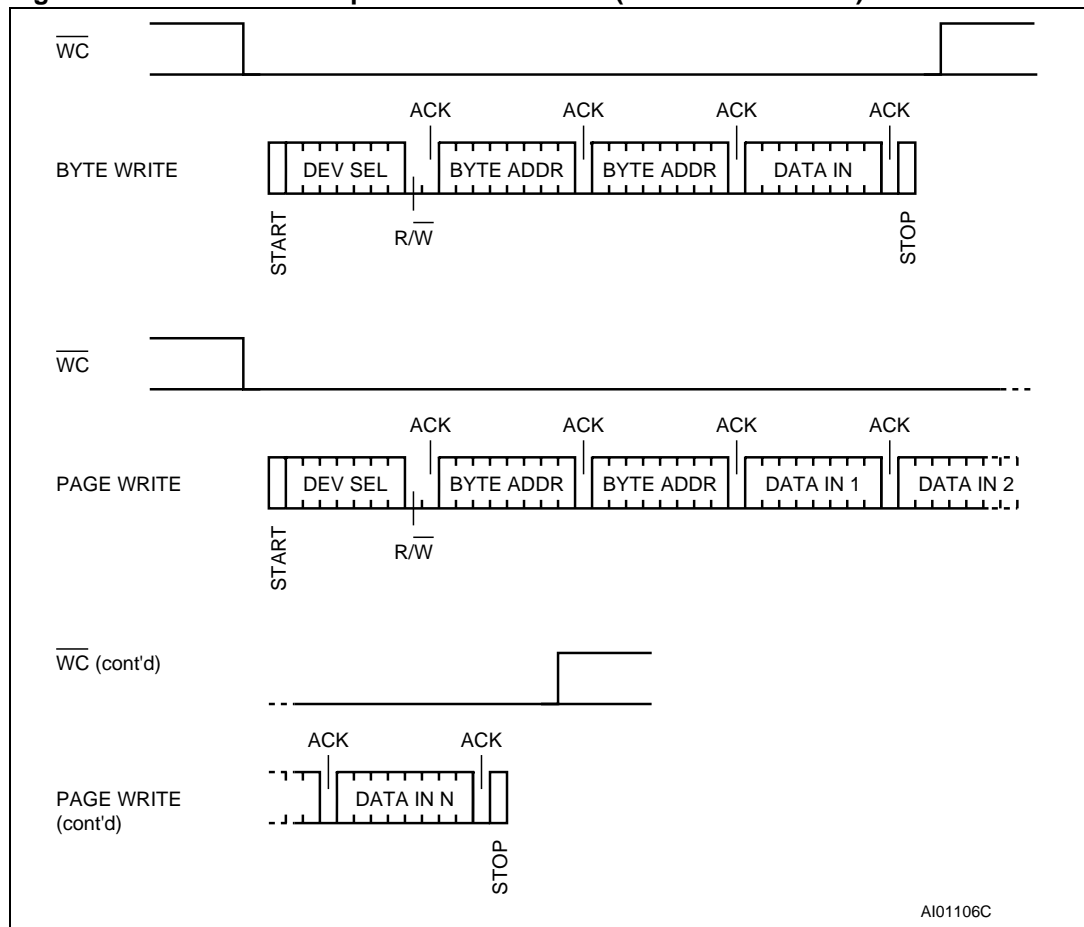 WC
ACK ACK ACK ACK
BYTE WRITE DEV SEL BYTE ADDR BYTE ADDR DATA IN
R/W
START
STOP
WC
ACK ACK ACK ACK
PAGE WRITE DEV SEL BYTE ADDR BYTE ADDR DATA IN 1 DATA IN 2
R/W
START
WC (cont'd)
ACK ACK
PAGE WRITE DATA IN N
(cont'd)
STOP
AI01106C